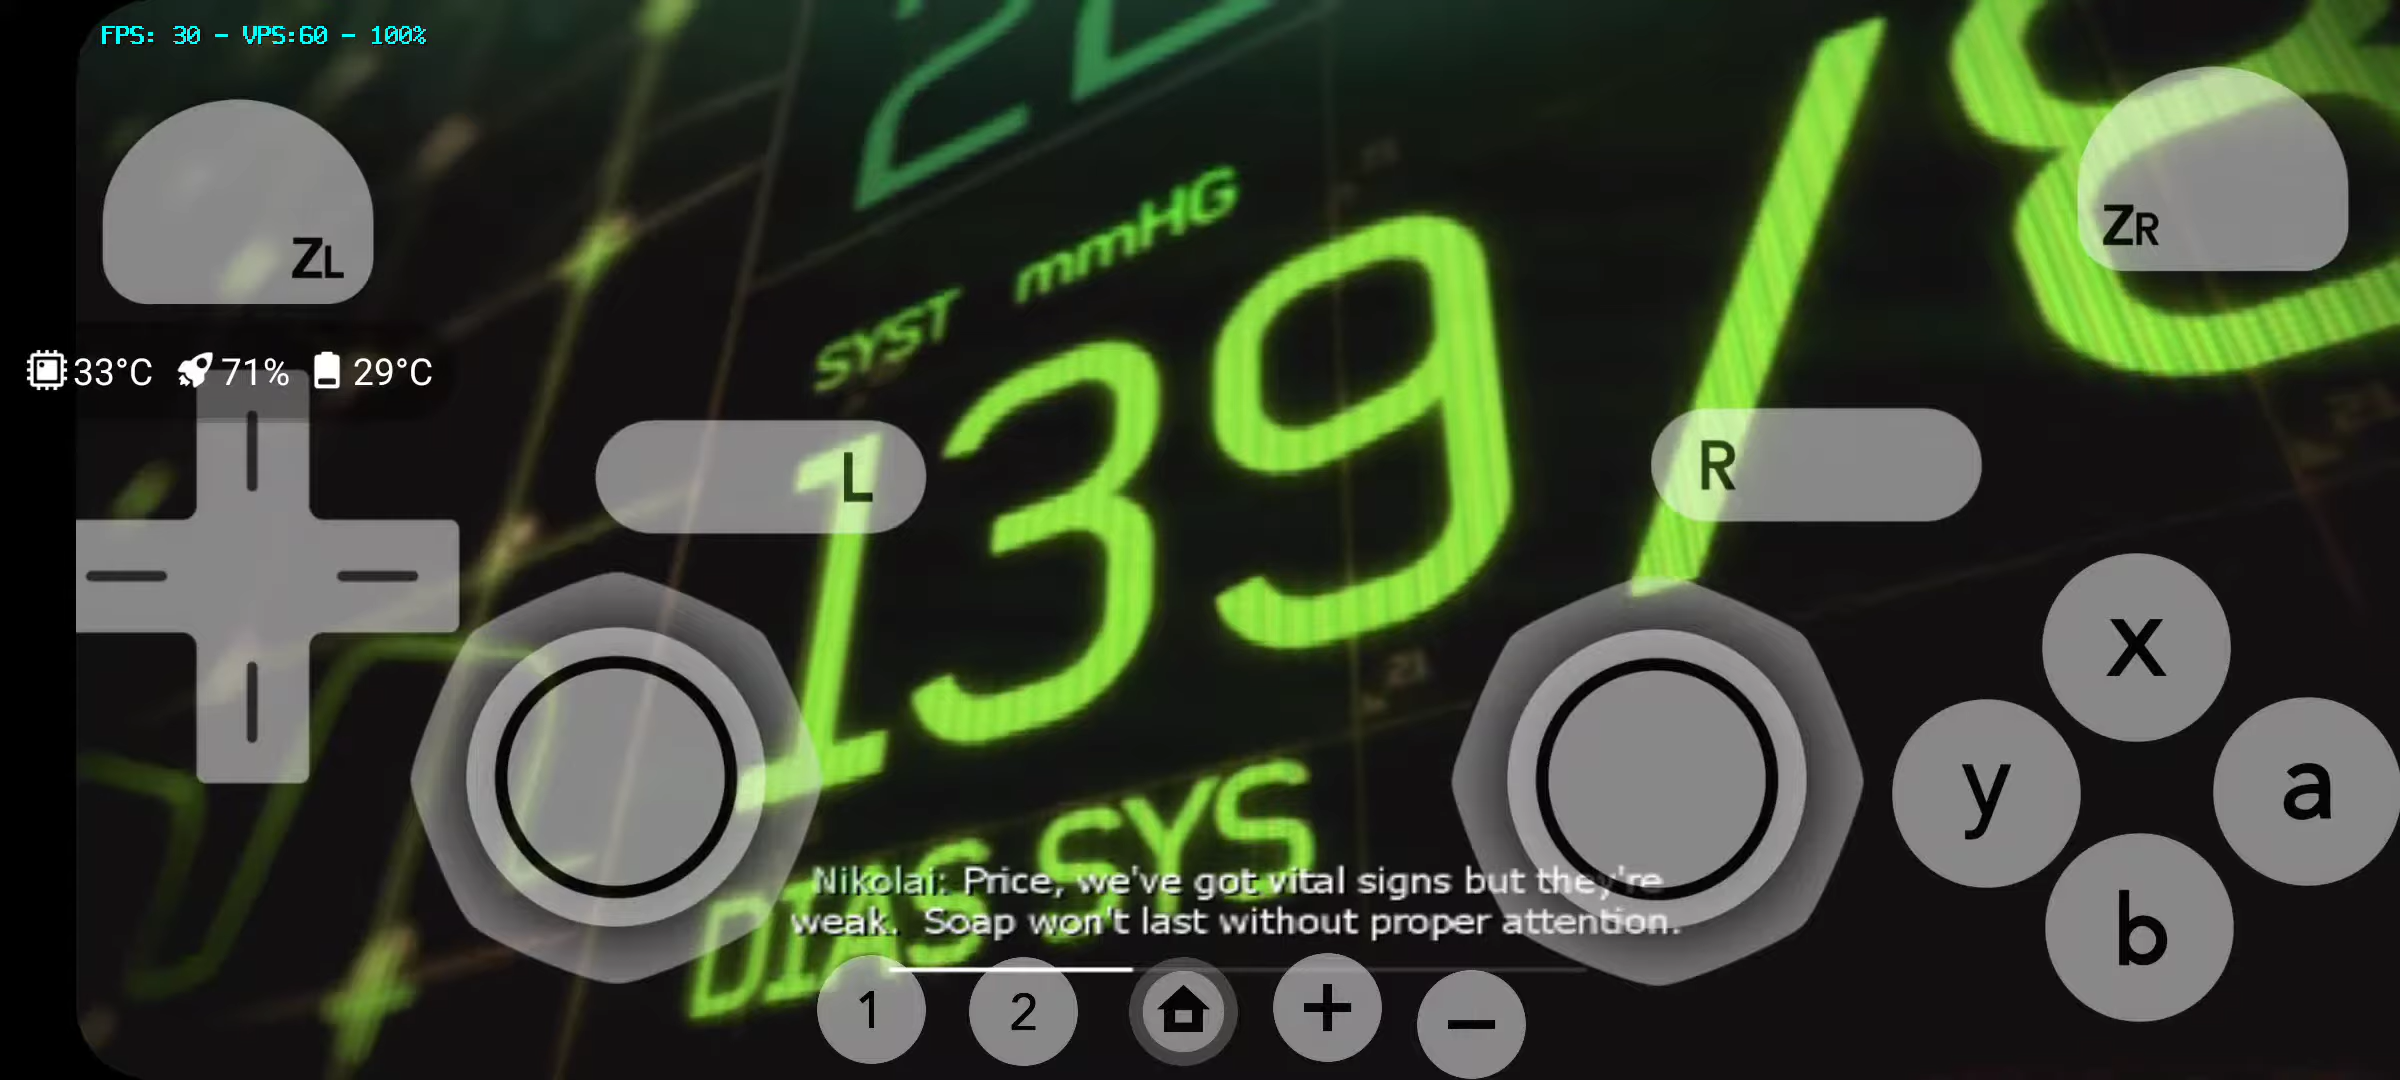 FPS: 30 - VPS:60 - 100%
ZL
ZR
mmHG
SYST
33°C 71% 29°C
139
/
L
R
x
y
a
b
DIAS SYS
Nikolai: Price, we've got vital signs but they're
weak.  Soap won't last without proper attention.
1
2
+
−